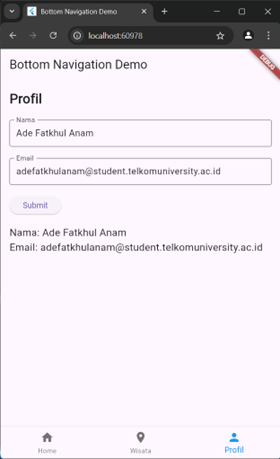 Bottom Navigation Demo
localhost:60978
Bottom Navigation Demo
DEBUG
Profil
Nama
Ade Fatkhul Anam
Email
adefatkhulanam@student.telkomuniversity.ac.id
Submit
Nama: Ade Fatkhul Anam
Email: adefatkhulanam@student.telkomuniversity.ac.id
Home
Wisata
Profil